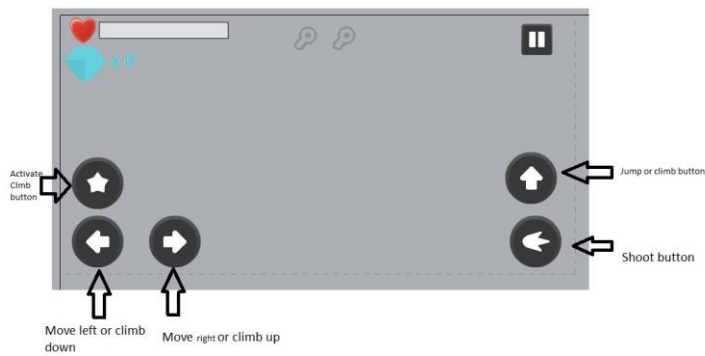 x 0
Activate
Clmb
button
Jump or climb button
Shoot button
Move left or climb
down
Move right or climb up